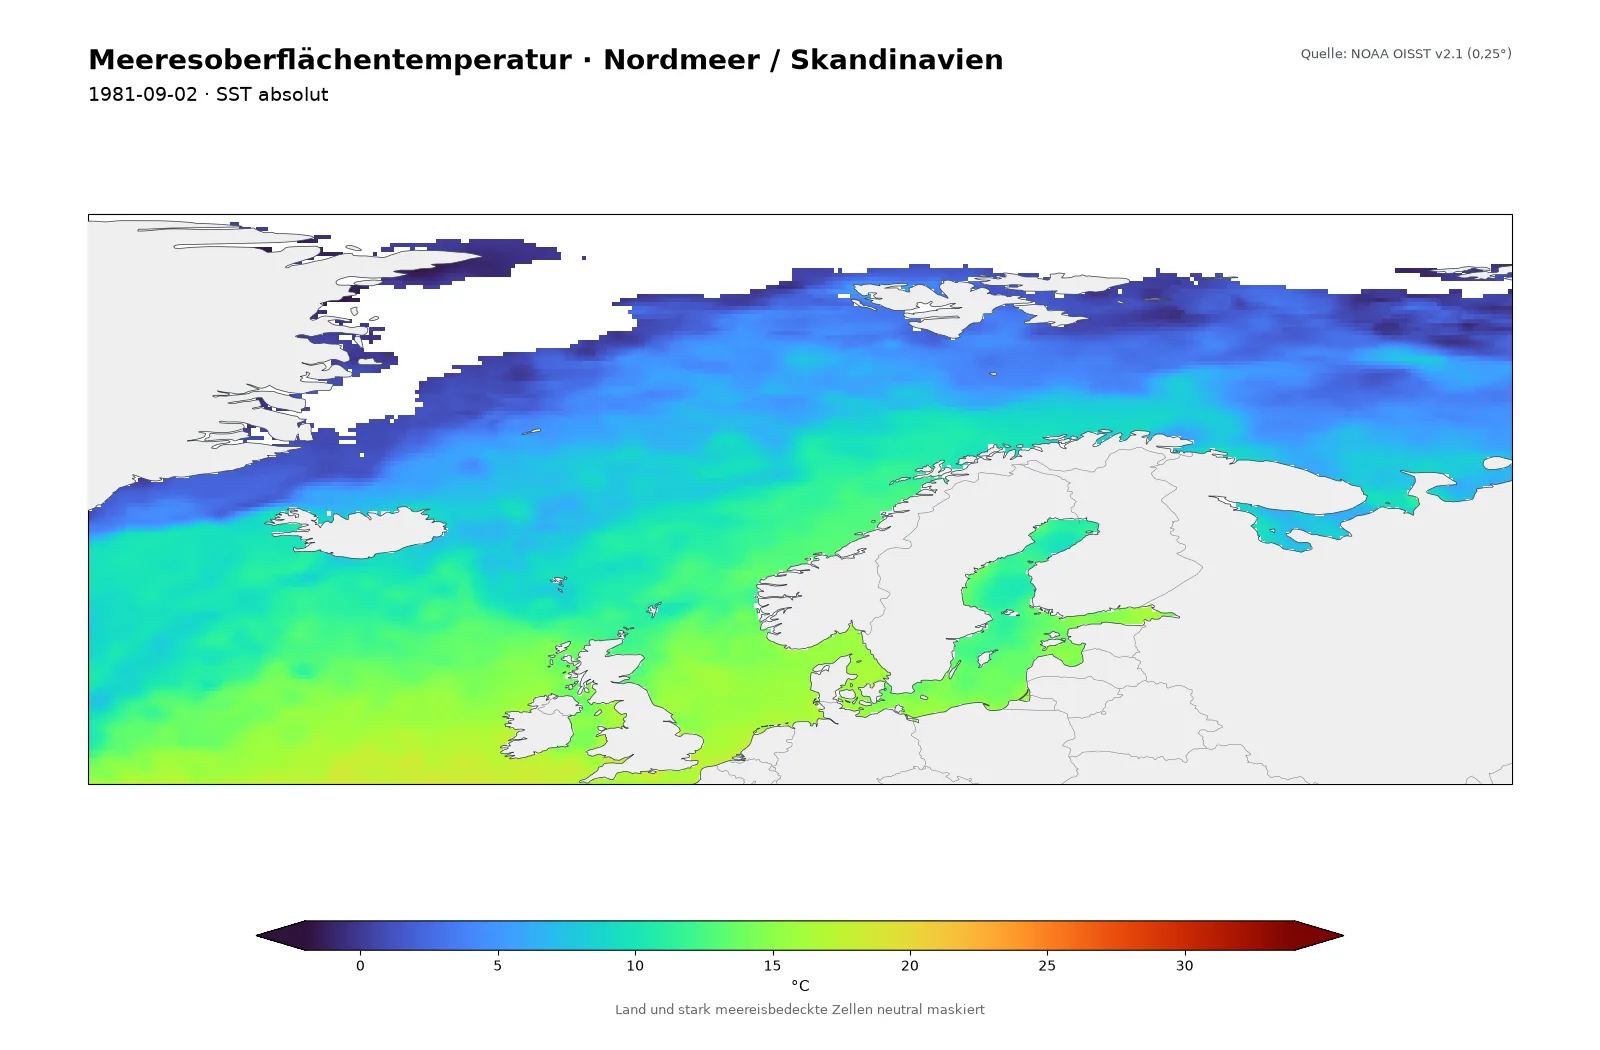 Meeresoberflächentemperatur · Nordmeer / Skandinavien
Quelle: NOAA OISST v2.1 (0,25°)
1981-09-02 · SST absolut
0 5 10 15 20 25 30
°C
Land und stark meereisbedeckte Zellen neutral maskiert